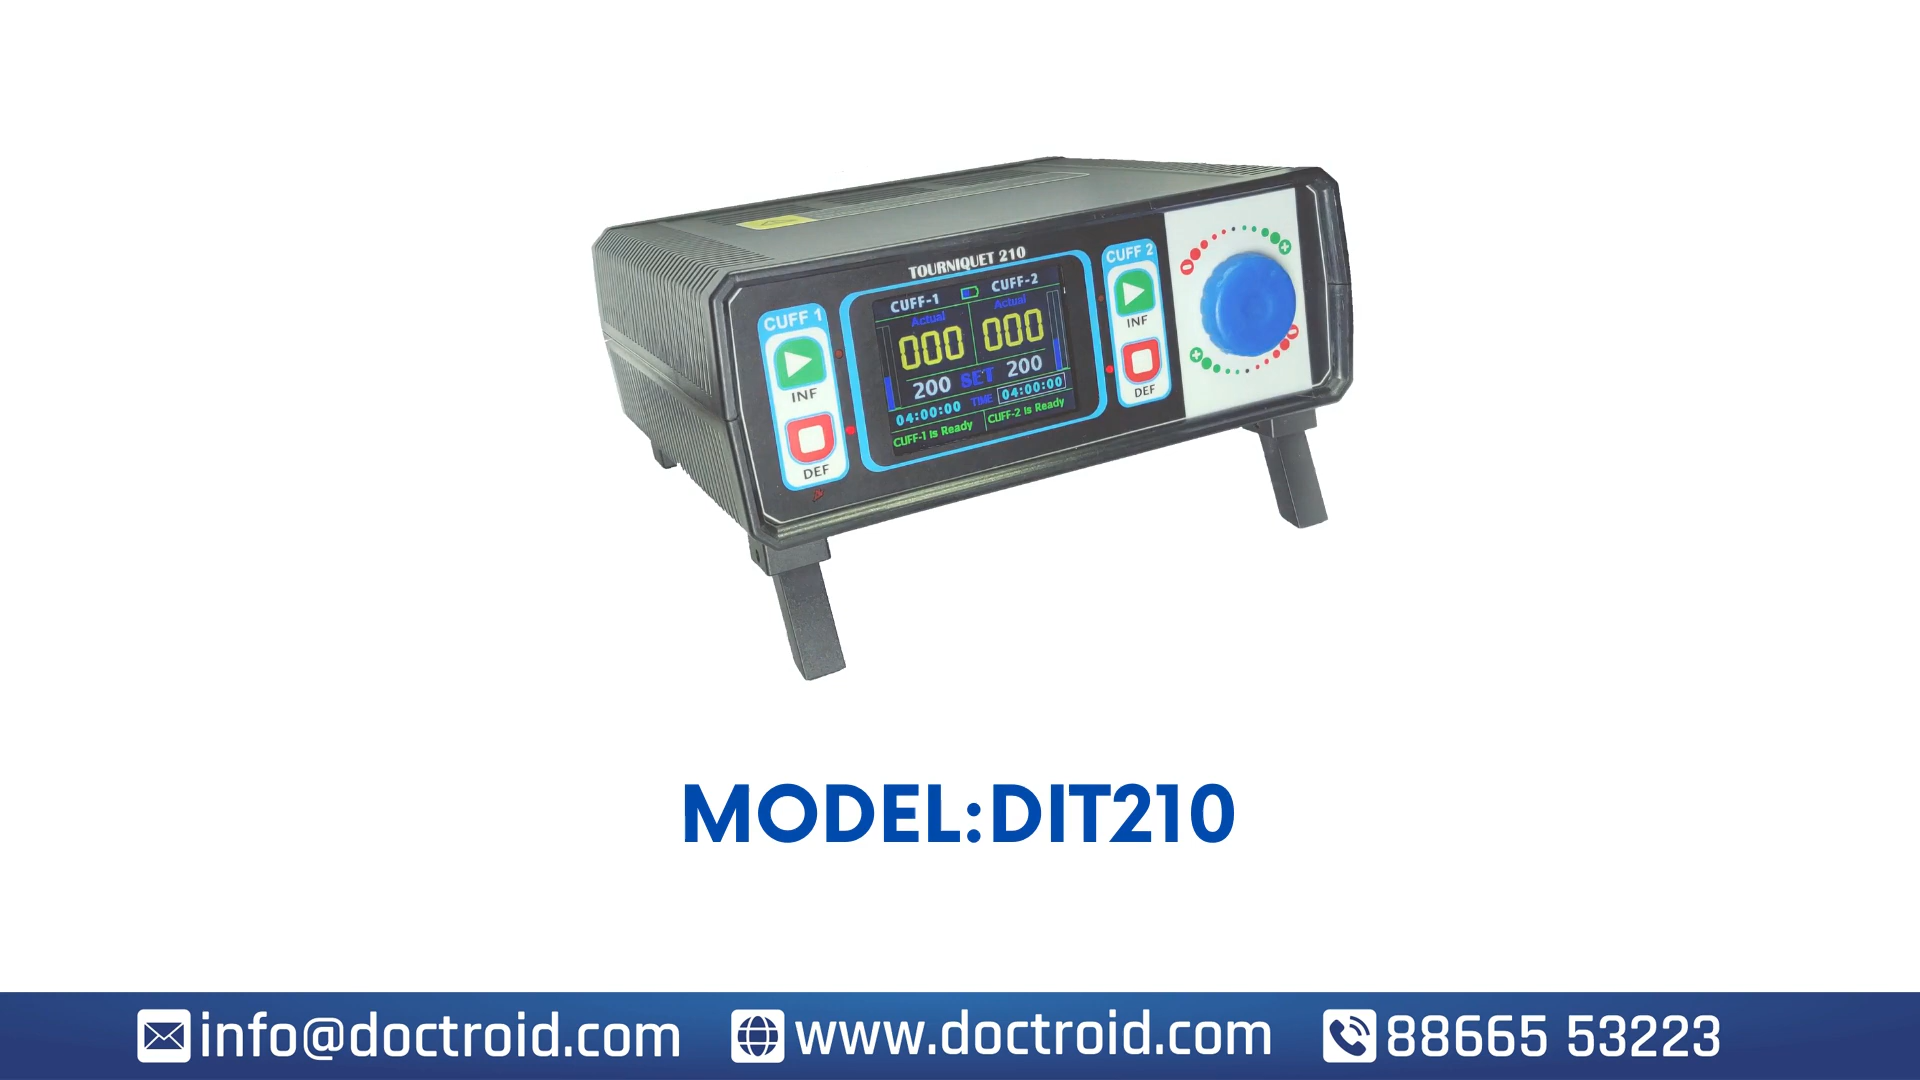 TOURNIQUET 210
CUFF 1
INF
DEF
CUFF-1 CUFF-2
Actual Actual
000 000
200 SET 200
04:00:00 TIME 04:00:00
CUFF-1 is Ready CUFF-2 is Ready
CUFF 2
INF
DEF
MODEL:DIT210
info@doctroid.com www.doctroid.com 88665 53223